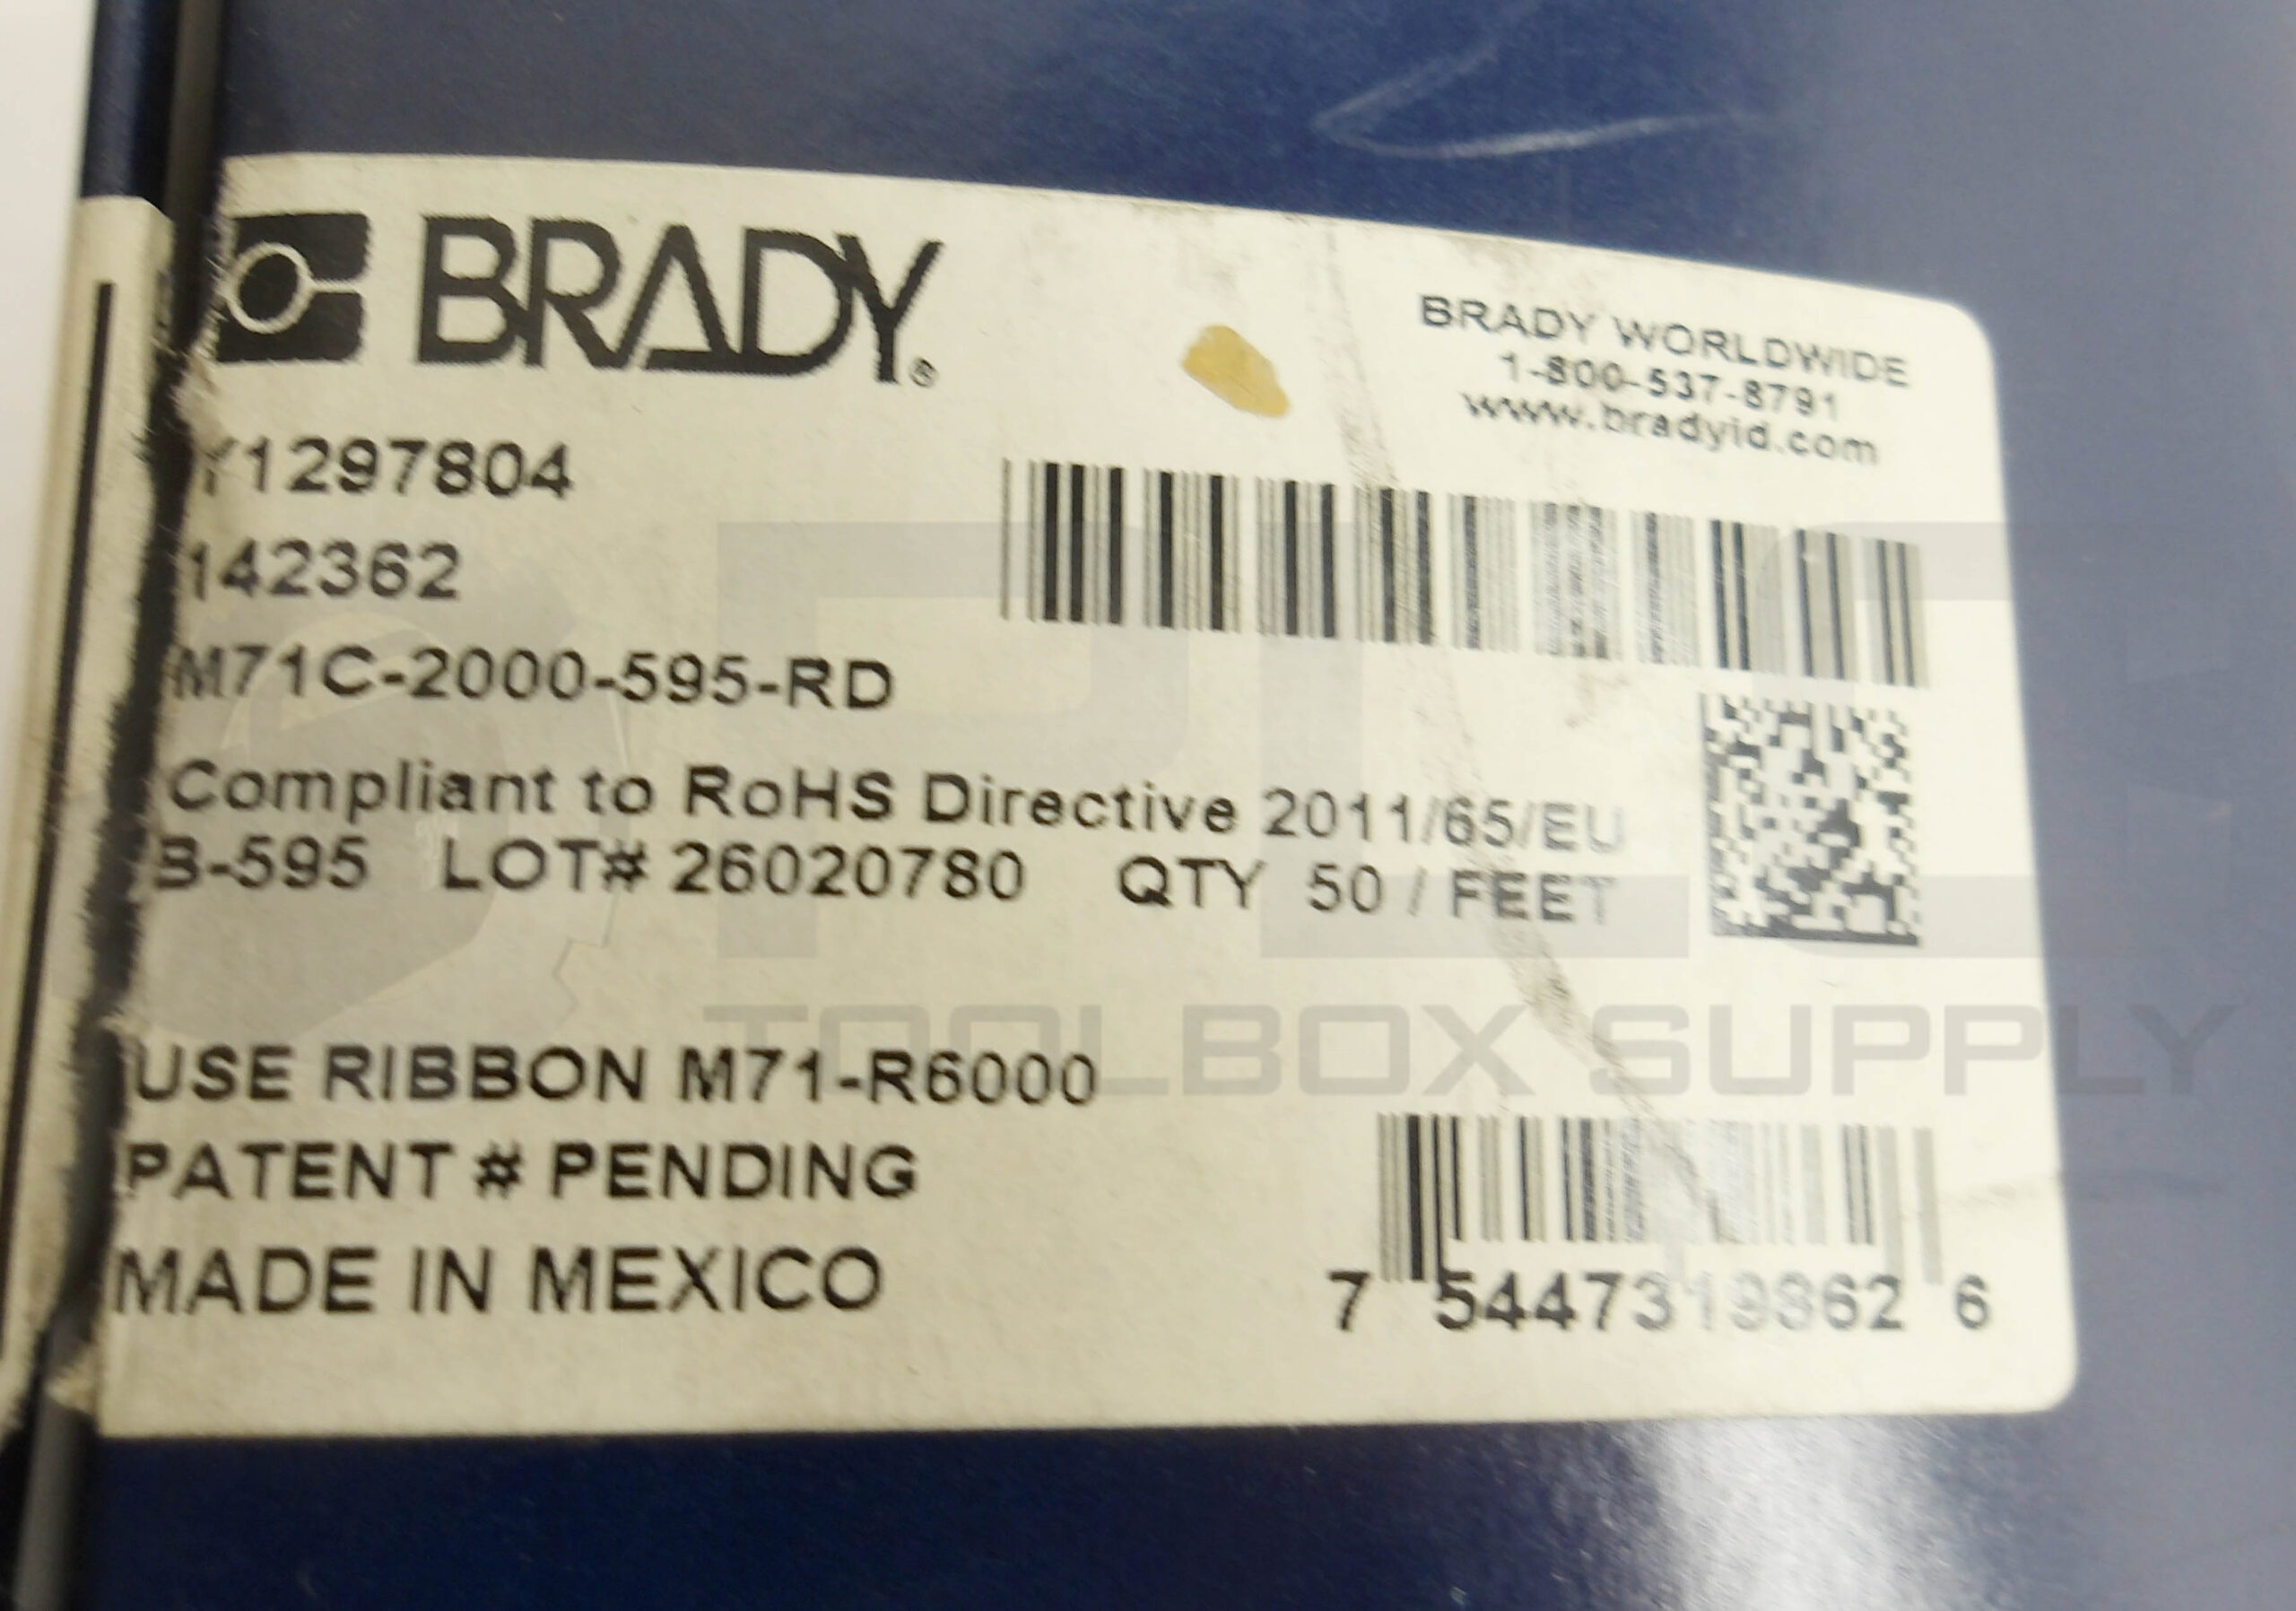 BRADY®
BRADY WORLDWIDE
1-800-537-8791
www.bradyid.com
Y1297804
142362
M71C-2000-595-RD
Compliant to RoHS Directive 2011/65/EU
B-595 LOT# 26020780 QTY 50 / FEET
USE RIBBON M71-R6000
PATENT # PENDING
MADE IN MEXICO
7 54473 19362 6
PLC
TOOLBOX SUPPLY